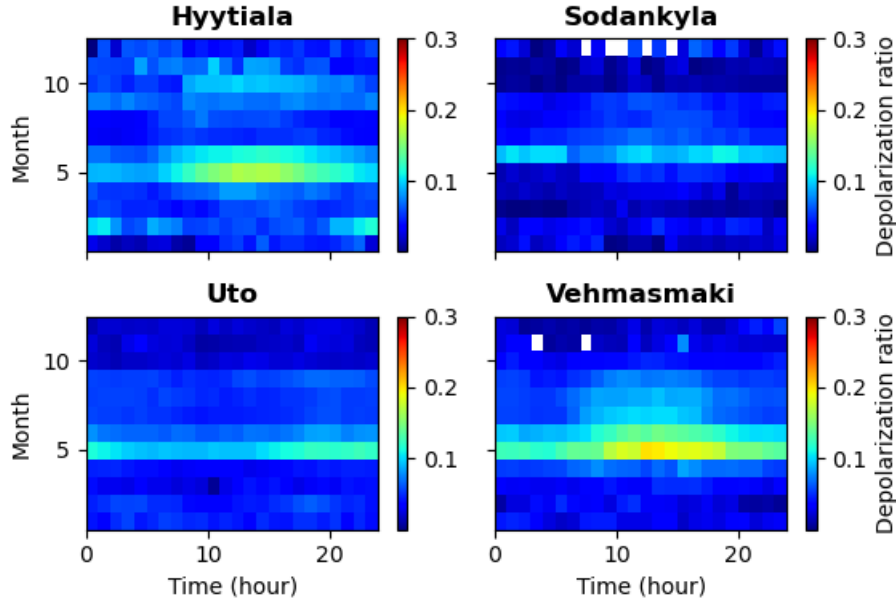 Hyytiala
Sodankyla
Month
10
5
0.3
0.2
0.1
0.3
0.2
0.1
Depolarization ratio
Uto
Vehmasmaki
Month
10
5
0.3
0.2
0.1
0.3
0.2
0.1
Depolarization ratio
0
10
20
0
10
20
Time (hour)
Time (hour)